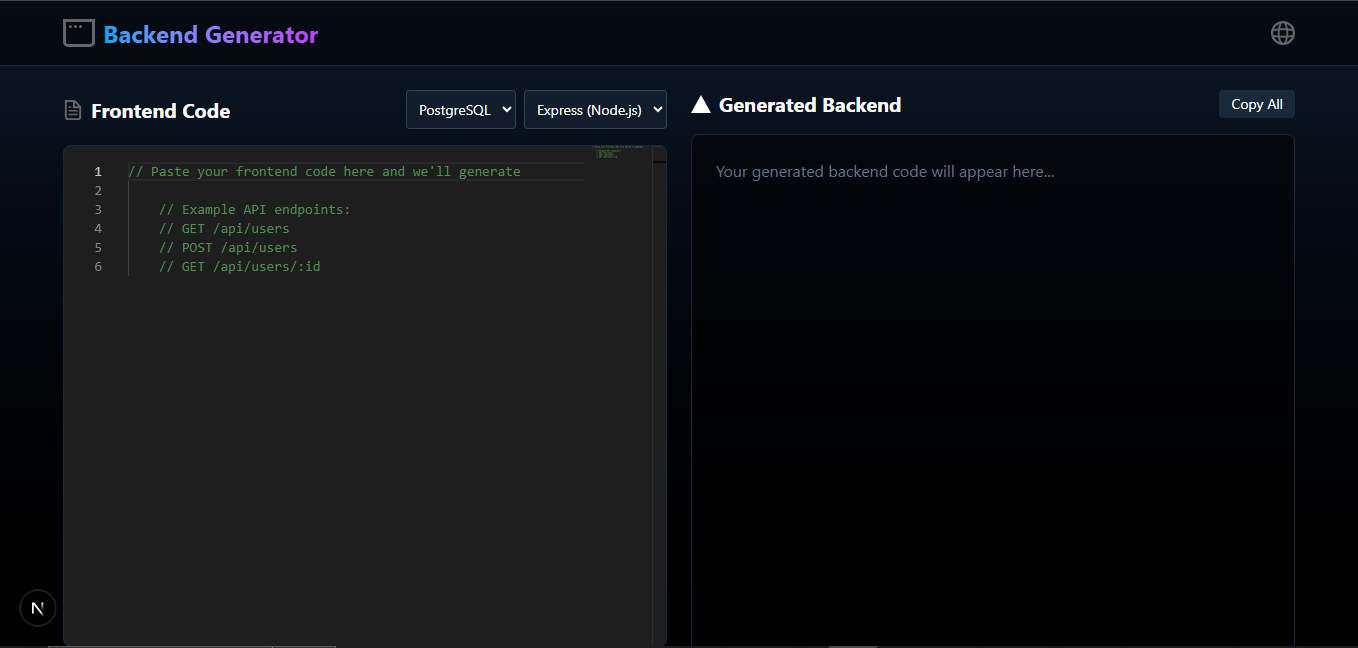 Backend Generator
Frontend Code
PostgreSQL
Express (Node.js)
1 // Paste your frontend code here and we'll generate
2
3 // Example API endpoints:
4 // GET /api/users
5 // POST /api/users
6 // GET /api/users/:id
Generated Backend
Copy All
Your generated backend code will appear here...
N